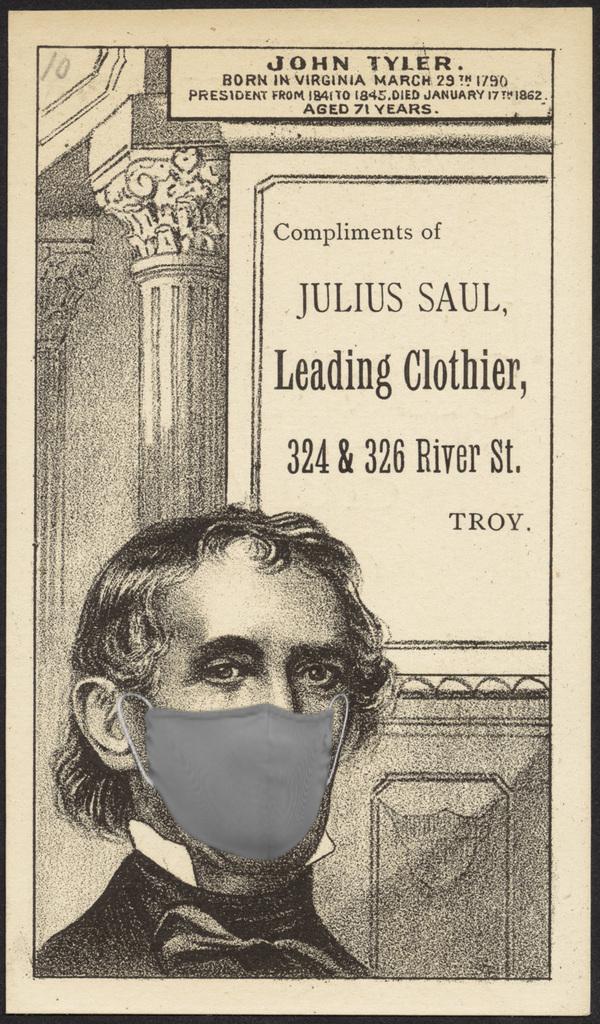 10
JOHN TYLER.
BORN IN VIRGINIA MARCH 29TH 1790
PRESIDENT FROM 1841 TO 1845. DIED JANUARY 17TH 1862.
AGED 71 YEARS.
Compliments of
JULIUS SAUL,
Leading Clothier,
324 & 326 River St.
TROY.